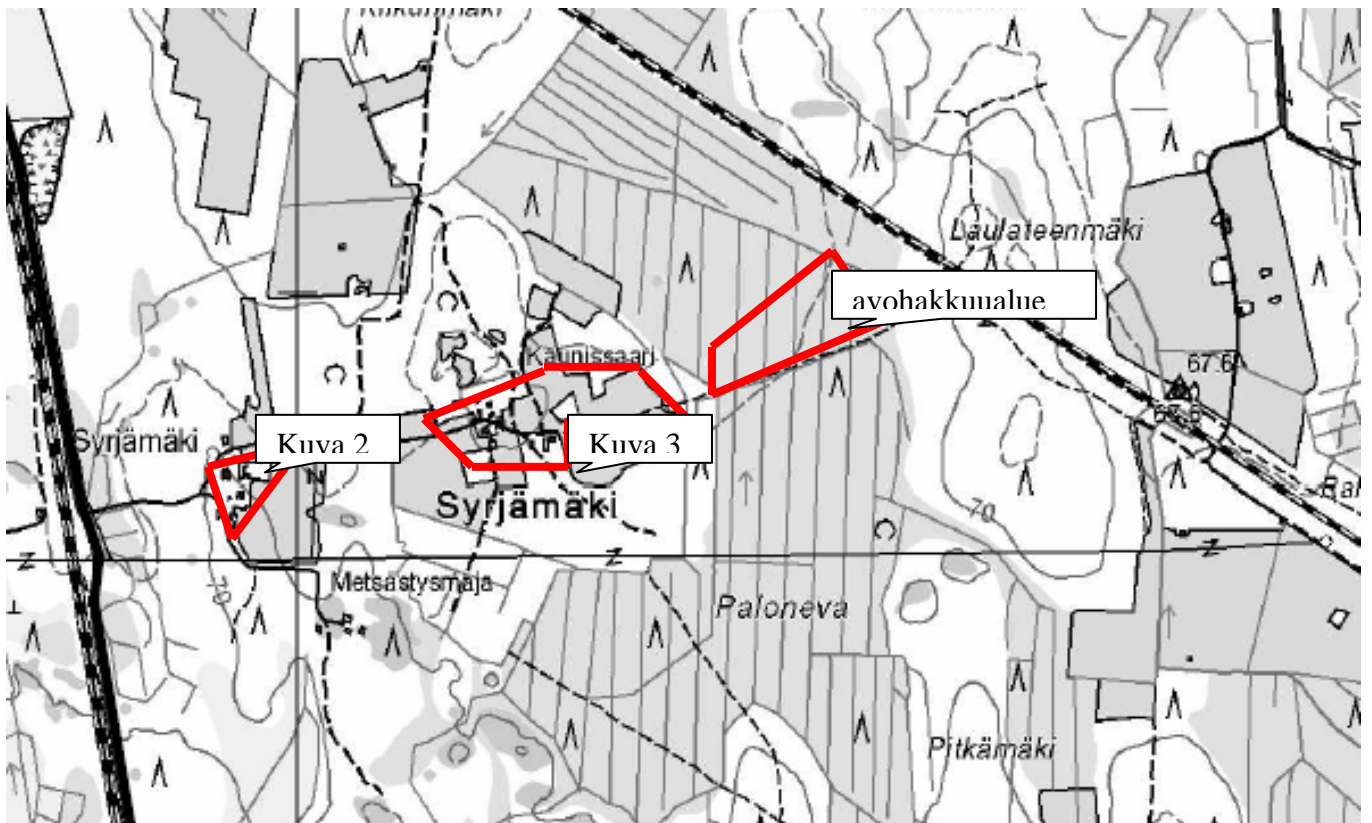 Laulateenmäki
avohakkuualue
Kaunissaari
67.6
Syrjämäki
Kuva 2
Kuva 3
Syrjämäki
70
Z
Z
Z
Metsästysmaja
70
Paloneva
Pitkämäki